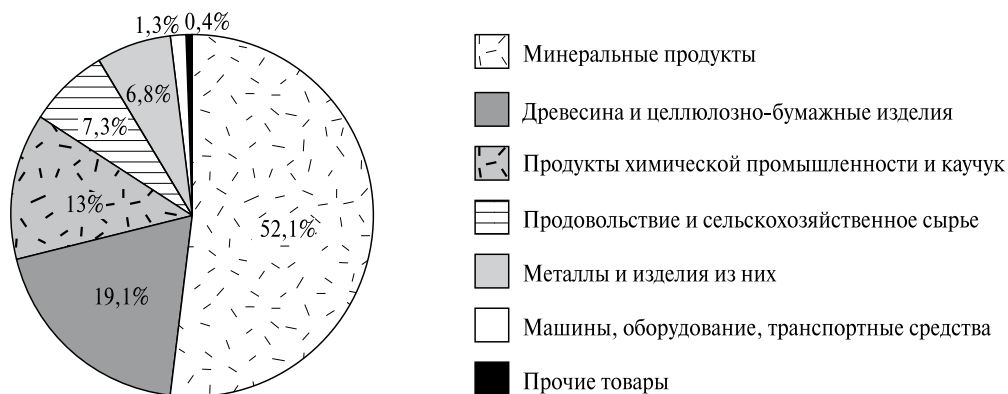 1,3% 0,4%
6,8%
7,3%
13%
52,1%
19,1%
Минеральные продукты
Древесина и целлюлозно-бумажные изделия
Продукты химической промышленности и каучук
Продовольствие и сельскохозяйственное сырье
Металлы и изделия из них
Машины, оборудование, транспортные средства
Прочие товары